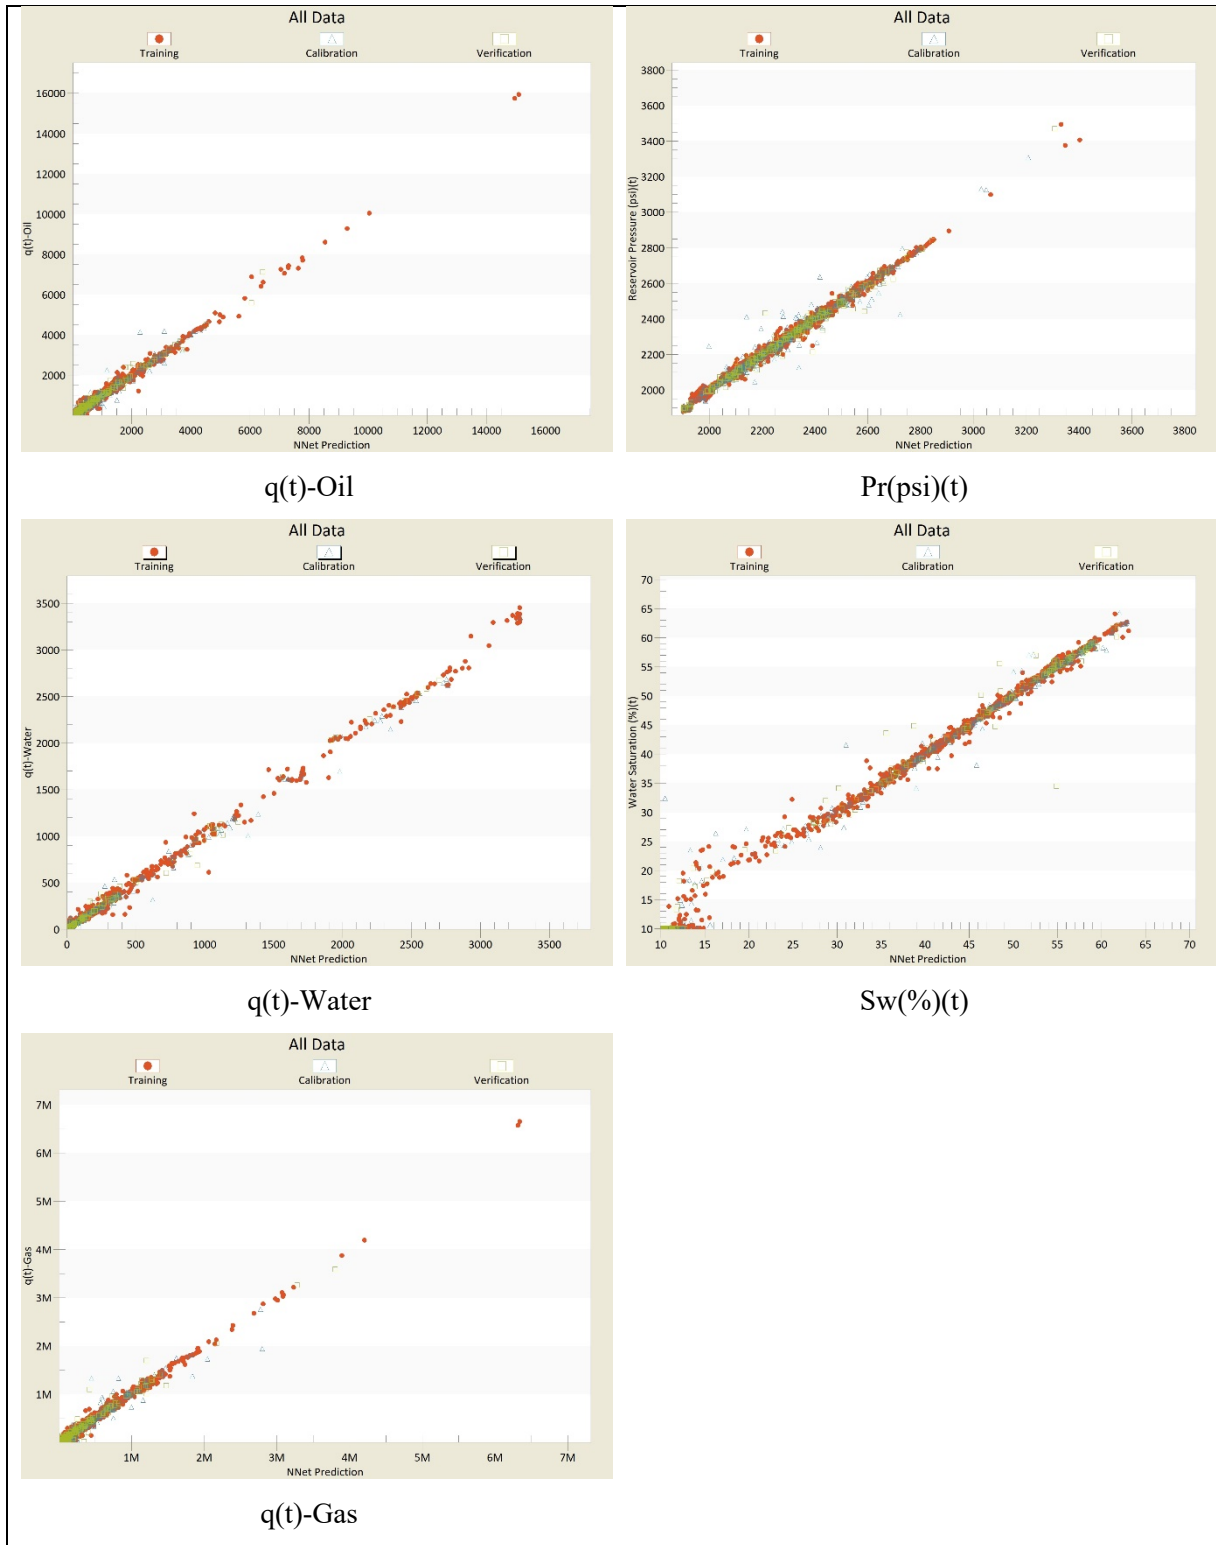 All Data
Training Calibration Verification
16000
14000
12000
10000
8000
6000
4000
2000
q(t)-Oil
2000 4000 6000 8000 10000 12000 14000 16000
NNet Prediction
q(t)-Oil
All Data
Training Calibration Verification
3800
3600
3400
3200
3000
2800
2600
2400
2200
2000
Reservoir Pressure (psi)(t)
2000 2200 2400 2600 2800 3000 3200 3400 3600 3800
NNet Prediction
Pr(psi)(t)
All Data
Training Calibration Verification
3500
3000
2500
2000
1500
1000
500
0
q(t)-Water
0 500 1000 1500 2000 2500 3000 3500
NNet Prediction
q(t)-Water
All Data
Training Calibration Verification
70
65
60
55
50
45
40
35
30
25
20
15
10
Water Saturation (%)(t)
10 15 20 25 30 35 40 45 50 55 60 65 70
NNet Prediction
Sw(%)(t)
All Data
Training Calibration Verification
7M
6M
5M
4M
3M
2M
1M
q(t)-Gas
1M 2M 3M 4M 5M 6M 7M
NNet Prediction
q(t)-Gas